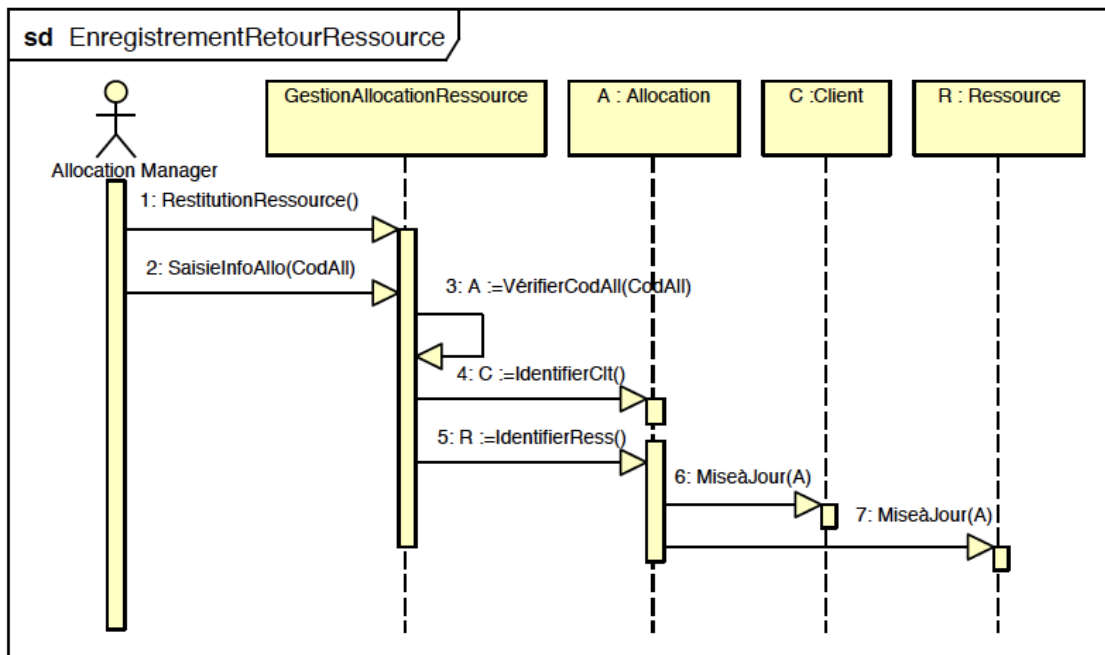 sd EnregistrementRetourRessource
GestionAllocationRessource
A : Allocation
C :Client
R : Ressource
Allocation Manager
1: RestitutionRessource()
2: SaisieInfoAllo(CodAll)
3: A :=VérifierCodAll(CodAll)
4: C :=IdentifierClt()
5: R :=IdentifierRess()
6: MiseàJour(A)
7: MiseàJour(A)